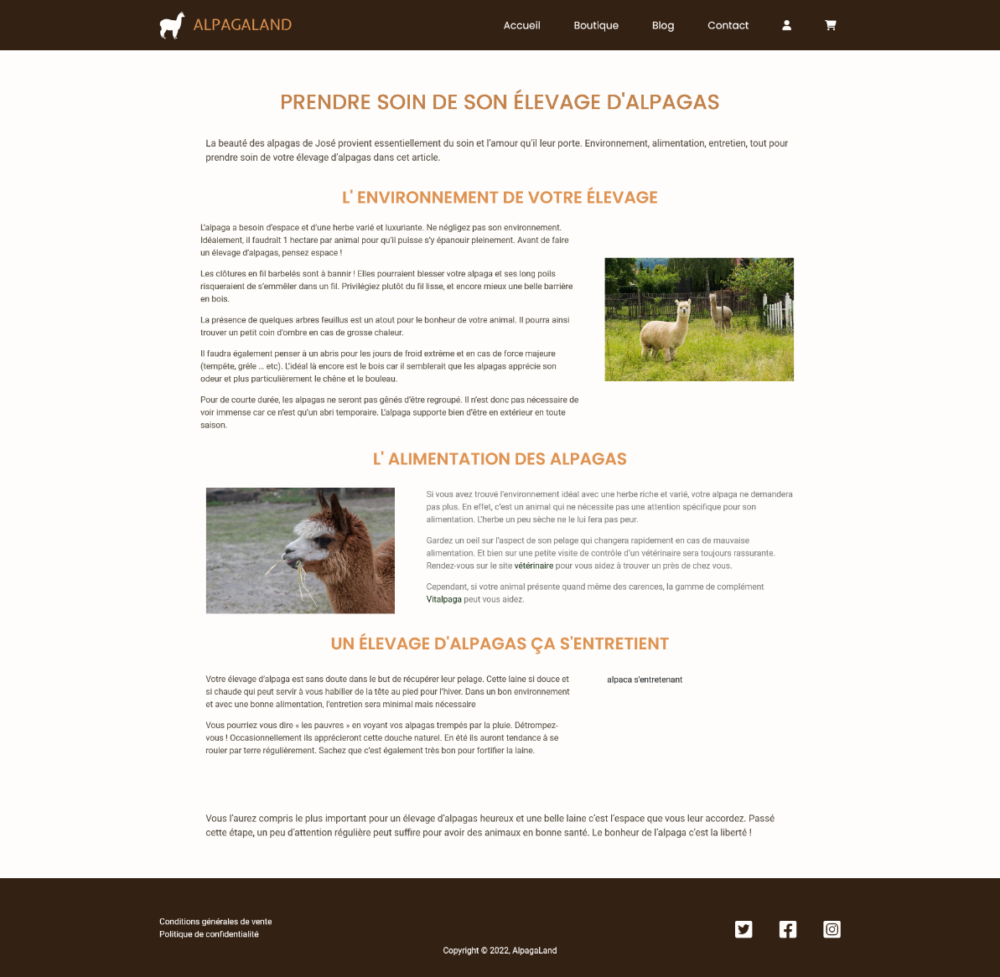 ALPAGALAND
Accueil Boutique Blog Contact
PRENDRE SOIN DE SON ÉLEVAGE D'ALPAGAS
La beauté des alpagas de José provient essentiellement du soin et l’amour qu’il leur porte. Environnement, alimentation, entretien, tout pour
prendre soin de votre élevage d’alpagas dans cet article.
L' ENVIRONNEMENT DE VOTRE ÉLEVAGE
L’alpaga a besoin d’espace et d’une herbe varié et luxuriante. Ne négligez pas son environnement.
Idéalement, il faudrait 1 hectare par animal pour qu’il puisse s’y épanouir pleinement. Avant de faire
un élevage d’alpagas, pensez espace !
Les clôtures en fil barbelés sont à bannir ! Elles pourraient blesser votre alpaga et ses long poils
risqueraient de s’emmêler dans un fil. Privilégiez plutôt du fil lisse, et encore mieux une belle barrière
en bois.
La présence de quelques arbres feuillus est un atout pour le bonheur de votre animal. Il pourra ainsi
trouver un petit coin d’ombre en cas de grosse chaleur.
Il faudra également penser à un abris pour les jours de froid extrême et en cas de force majeure
(tempête, grêle … etc). L’idéal là encore est le bois car il semblerait que les alpagas apprécie son
odeur et plus particulièrement le chêne et le bouleau.
Pour de courte durée, les alpagas ne seront pas gênés d’être regroupé. Il n’est donc pas nécessaire de
voir immense car ce n’est qu’un abri temporaire. L’alpaga supporte bien d’être en extérieur en toute
saison.
L' ALIMENTATION DES ALPAGAS
Si vous avez trouvé l’environnement idéal avec une herbe riche et varié, votre alpaga ne demandera
pas plus. En effet, c’est un animal qui ne nécessite pas une attention spécifique pour son
alimentation. L’herbe un peu sèche ne le lui fera pas peur.
Gardez un oeil sur l’aspect de son pelage qui changera rapidement en cas de mauvaise
alimentation. Et bien sur une petite visite de contrôle d’un vétérinaire sera toujours rassurante.
Rendez-vous sur le site vétérinaire pour vous aidez à trouver un près de chez vous.
Cependant, si votre animal présente quand même des carences, la gamme de complément
Vitalpaga peut vous aidez.
UN ÉLEVAGE D'ALPAGAS ÇA S'ENTRETIENT
Votre élevage d’alpaga est sans doute dans le but de récupérer leur pelage. Cette laine si douce et
si chaude qui peut servir à vous habiller de la tête au pied pour l’hiver. Dans un bon environnement
et avec une bonne alimentation, l’entretien sera minimal mais nécessaire
alpaca s'entretenant
Vous pourriez vous dire « les pauvres » en voyant vos alpagas trempés par la pluie. Détrompez-
vous ! Occasionnellement ils apprécieront cette douche naturel. En été ils auront tendance à se
rouler par terre régulièrement. Sachez que c’est également très bon pour fortifier la laine.
Vous l’aurez compris le plus important pour un élevage d’alpagas heureux et une belle laine c’est l’espace que vous leur accordez. Passé
cette étape, un peu d’attention régulière peut suffire pour avoir des animaux en bonne santé. Le bonheur de l’alpaga c’est la liberté !
Conditions générales de vente
Politique de confidentialité
Copyright © 2022, AlpagaLand